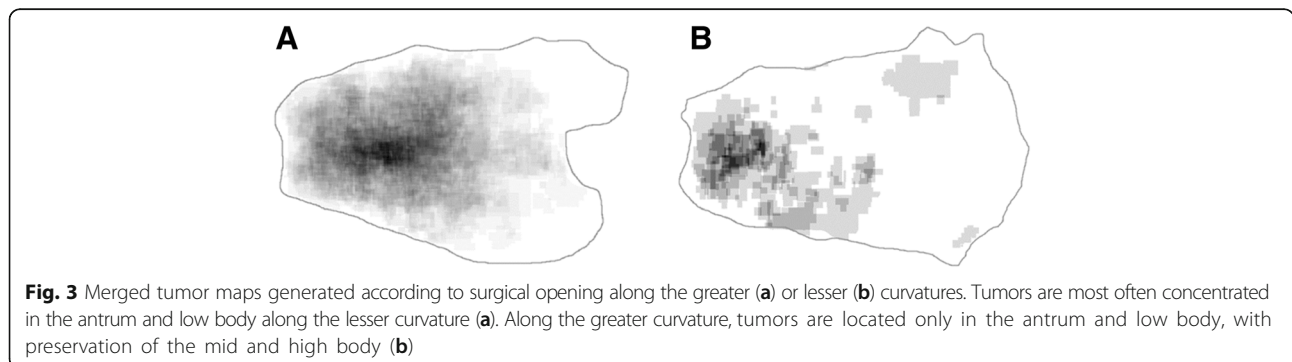 A B
Fig. 3 Merged tumor maps generated according to surgical opening along the greater (a) or lesser (b) curvatures. Tumors are most often concentrated
in the antrum and low body along the lesser curvature (a). Along the greater curvature, tumors are located only in the antrum and low body, with
preservation of the mid and high body (b)